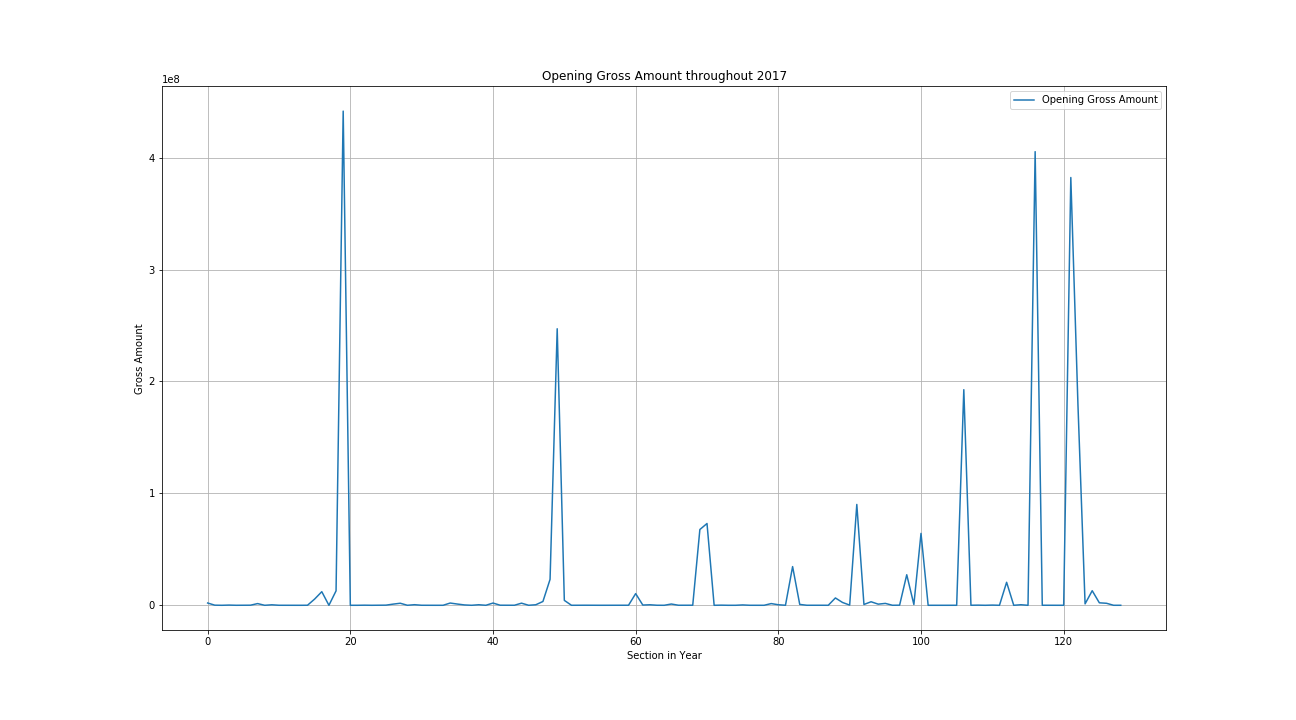 Opening Gross Amount throughout 2017
1e8
Opening Gross Amount
4
3
2
1
0
Gross Amount
0 20 40 60 80 100 120
Section in Year